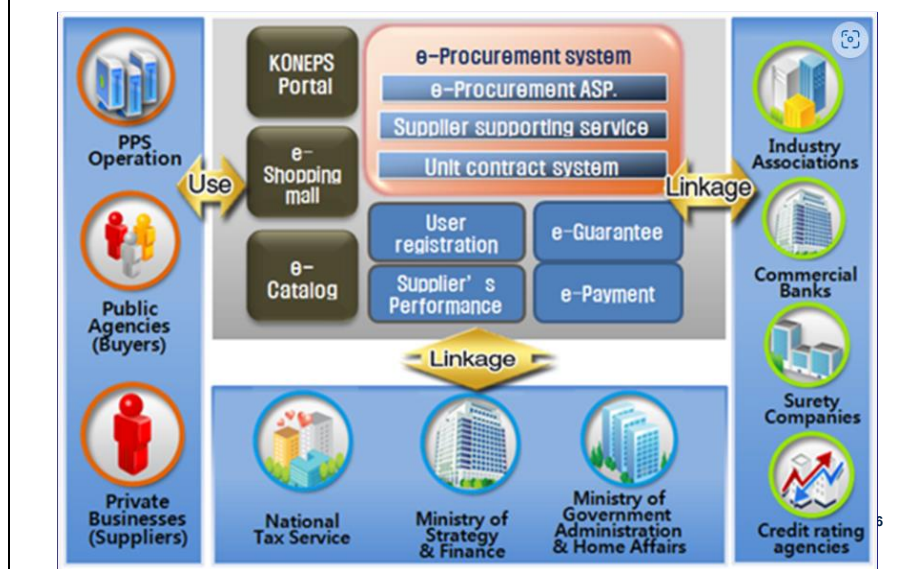 PPS
Operation
Public
Agencies
(Buyers)
Private
Businesses
(Suppliers)
Use
KONEPS
Portal
e-
Shopping
mall
e-
Catalog
e-Procurement system
e-Procurement ASP.
Supplier supporting service
Unit contract system
User
registration
e-Guarantee
Supplier's
Performance
e-Payment
Linkage
Linkage
National
Tax Service
Ministry of
Strategy
& Finance
Ministry of
Government
Administration
& Home Affairs
Industry
Associations
Commercial
Banks
Surety
Companies
Credit rating
agencies
6